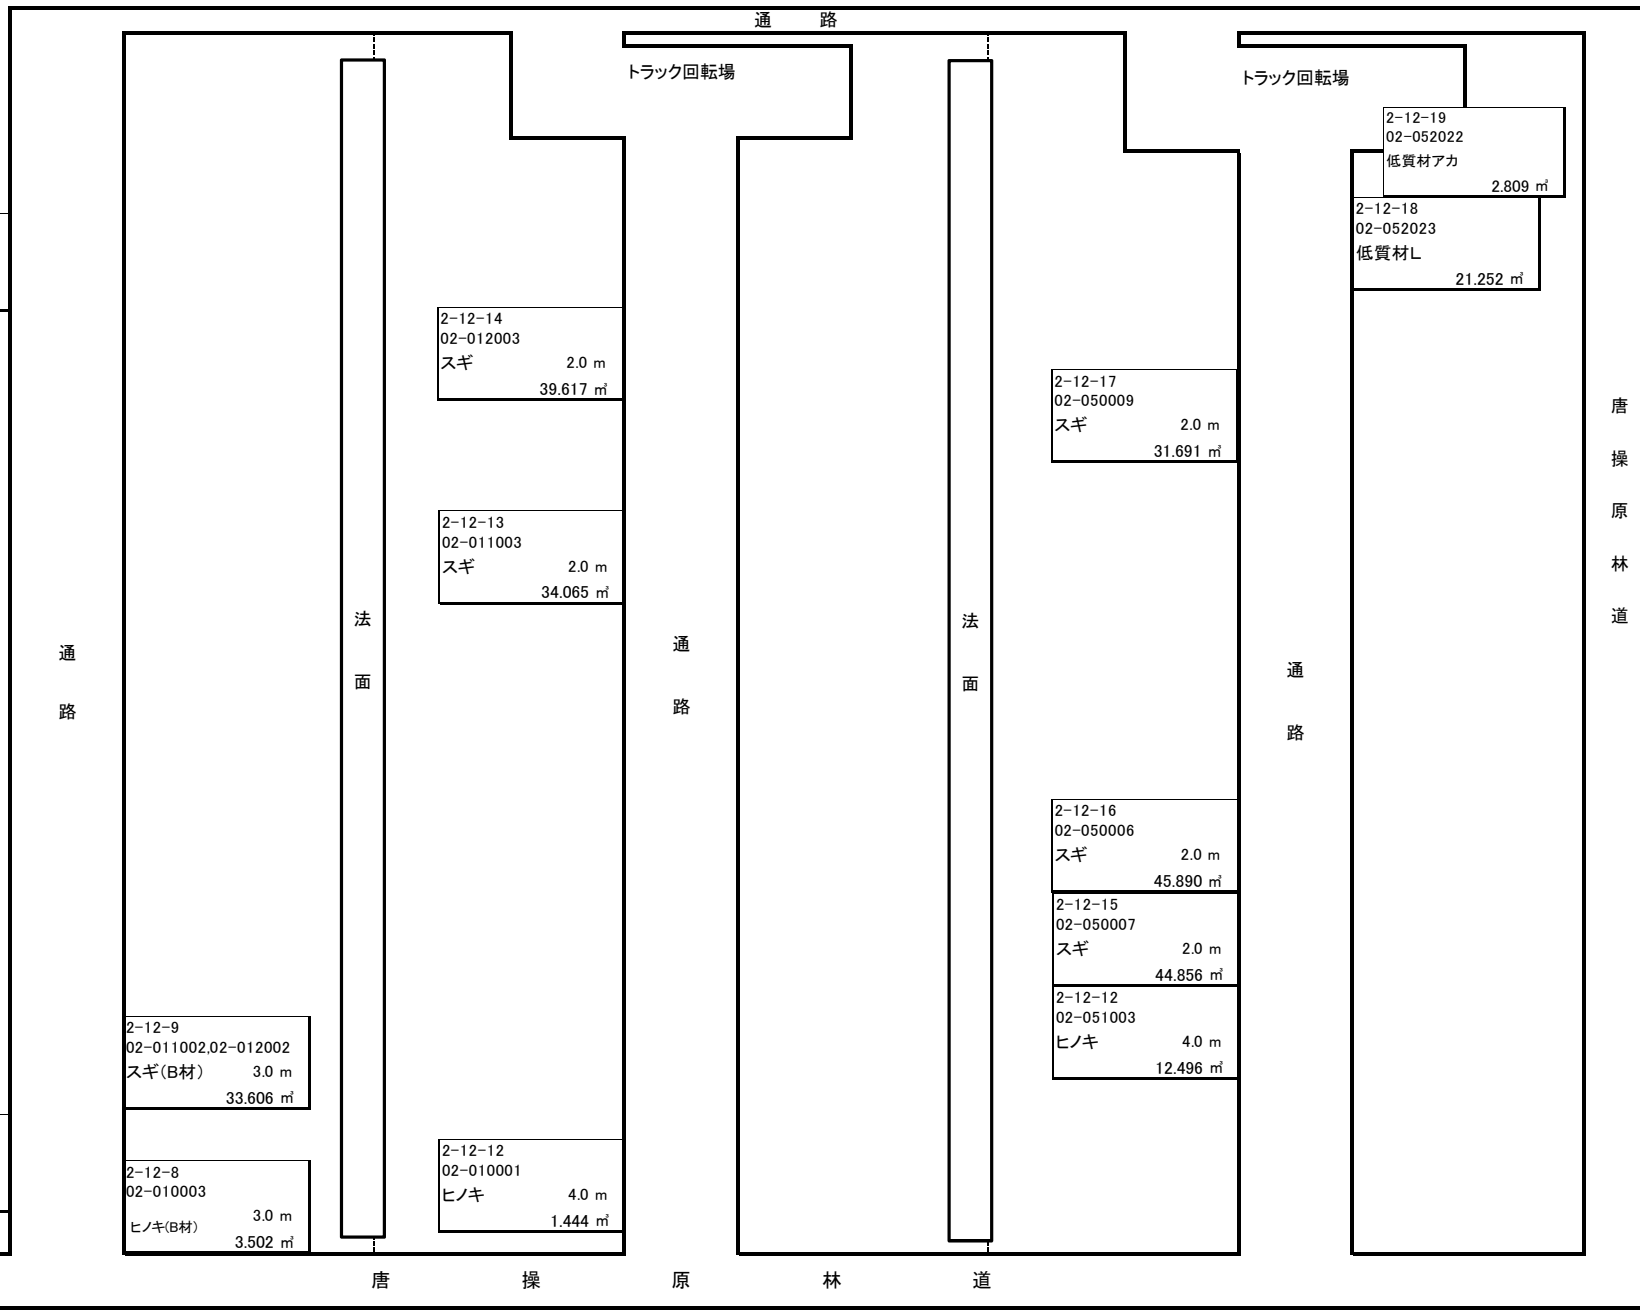 通　路
トラック回転場
トラック回転場
2-12-19
02-052022
低質材アカ
2.809 ㎥
2-12-18
02-052023
低質材L
21.252 ㎥
2-12-14
02-012003
スギ 2.0 m
39.617 ㎥
2-12-17
02-050009
スギ 2.0 m
31.691 ㎥
唐操原林道
2-12-13
02-011003
スギ 2.0 m
34.065 ㎥
通路
法面
通路
法面
通路
2-12-16
02-050006
スギ 2.0 m
45.890 ㎥
2-12-15
02-050007
スギ 2.0 m
44.856 ㎥
2-12-12
02-051003
ヒノキ 4.0 m
12.496 ㎥
2-12-9
02-011002,02-012002
スギ(B材) 3.0 m
33.606 ㎥
2-12-12
02-010001
ヒノキ 4.0 m
1.444 ㎥
2-12-8
02-010003
ヒノキ(B材) 3.0 m
3.502 ㎥
唐　操　原　林　道